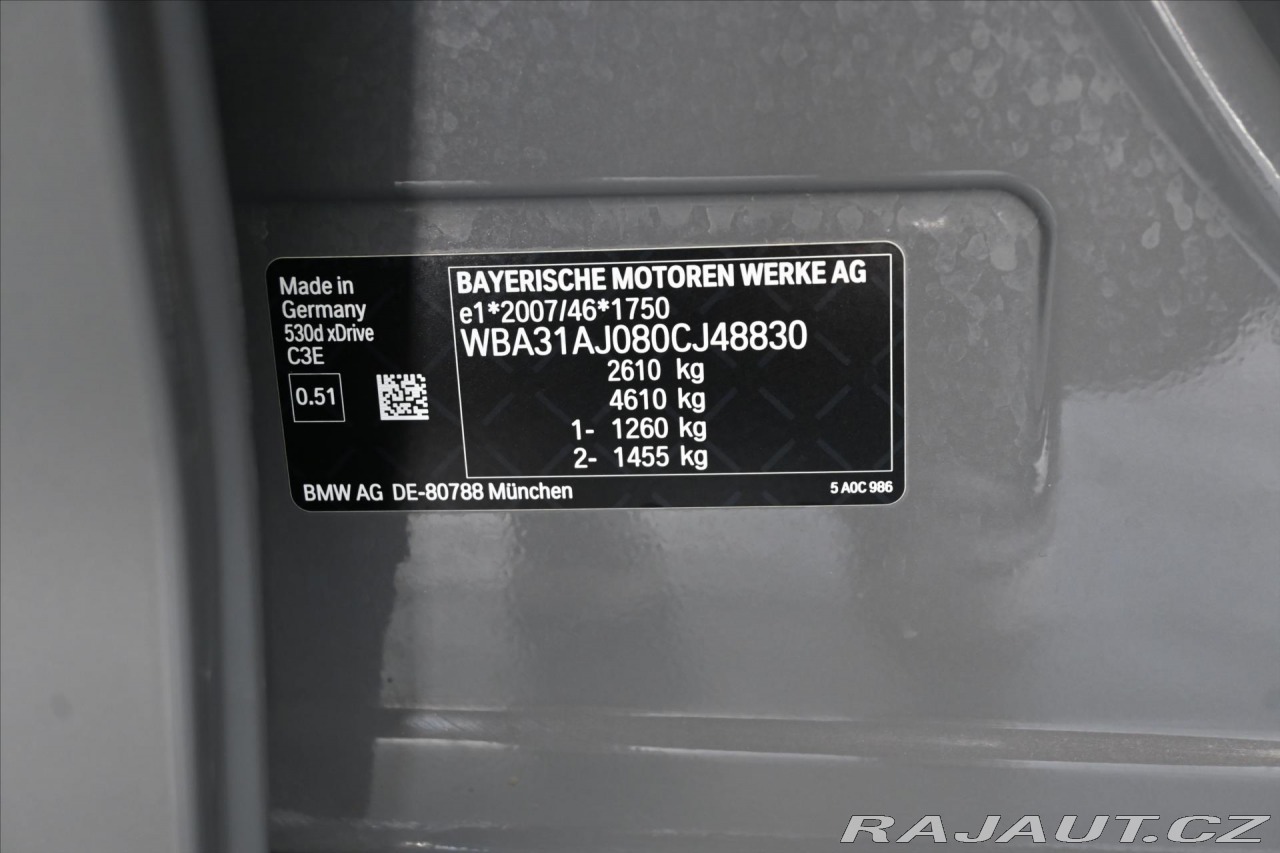 Made in
Germany
530d xDrive
C3E
0.51
BAYERISCHE MOTOREN WERKE AG
e1*2007/46*1750
WBA31AJ080CJ48830
2610 kg
4610 kg
1- 1260 kg
2- 1455 kg
BMW AG DE-80788 München
5 A0C 986
RAJAUT.CZ